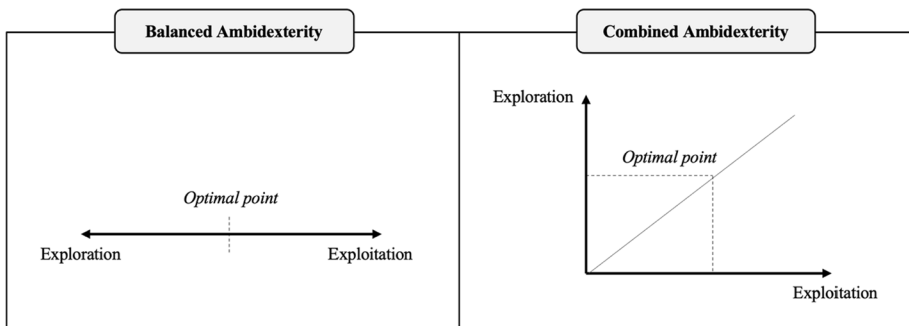 Balanced Ambidexterity
Combined Ambidexterity
Optimal point
Exploration
Exploitation
Exploration
Optimal point
Exploitation